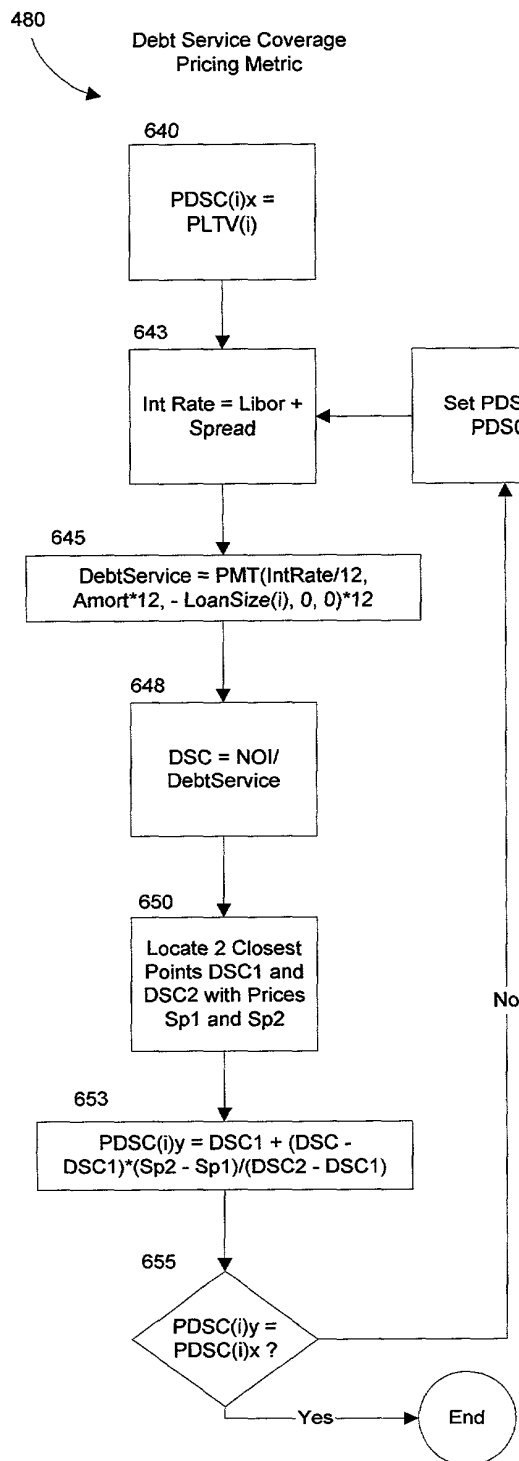 480
Debt Service Coverage
Pricing Metric
640
PDSC(i)x =
PLTV(i)
643
Int Rate = Libor +
Spread
Set
645
DebtService = PMT(IntRate/12,
Amort*12, - LoanSize(i), 0, 0)*12
648
DSC = NOI/
DebtService
650
Locate 2 Closest
Points DSC1 and
DSC2 with Prices
Sp1 and Sp2
No
653
PDSC(i)y = DSC1 + (DSC -
DSC1)*(Sp2 - Sp1)/(DSC2 - DSC1)
655
PDSC(i)y =
PDSC(i)x ?
Yes
End